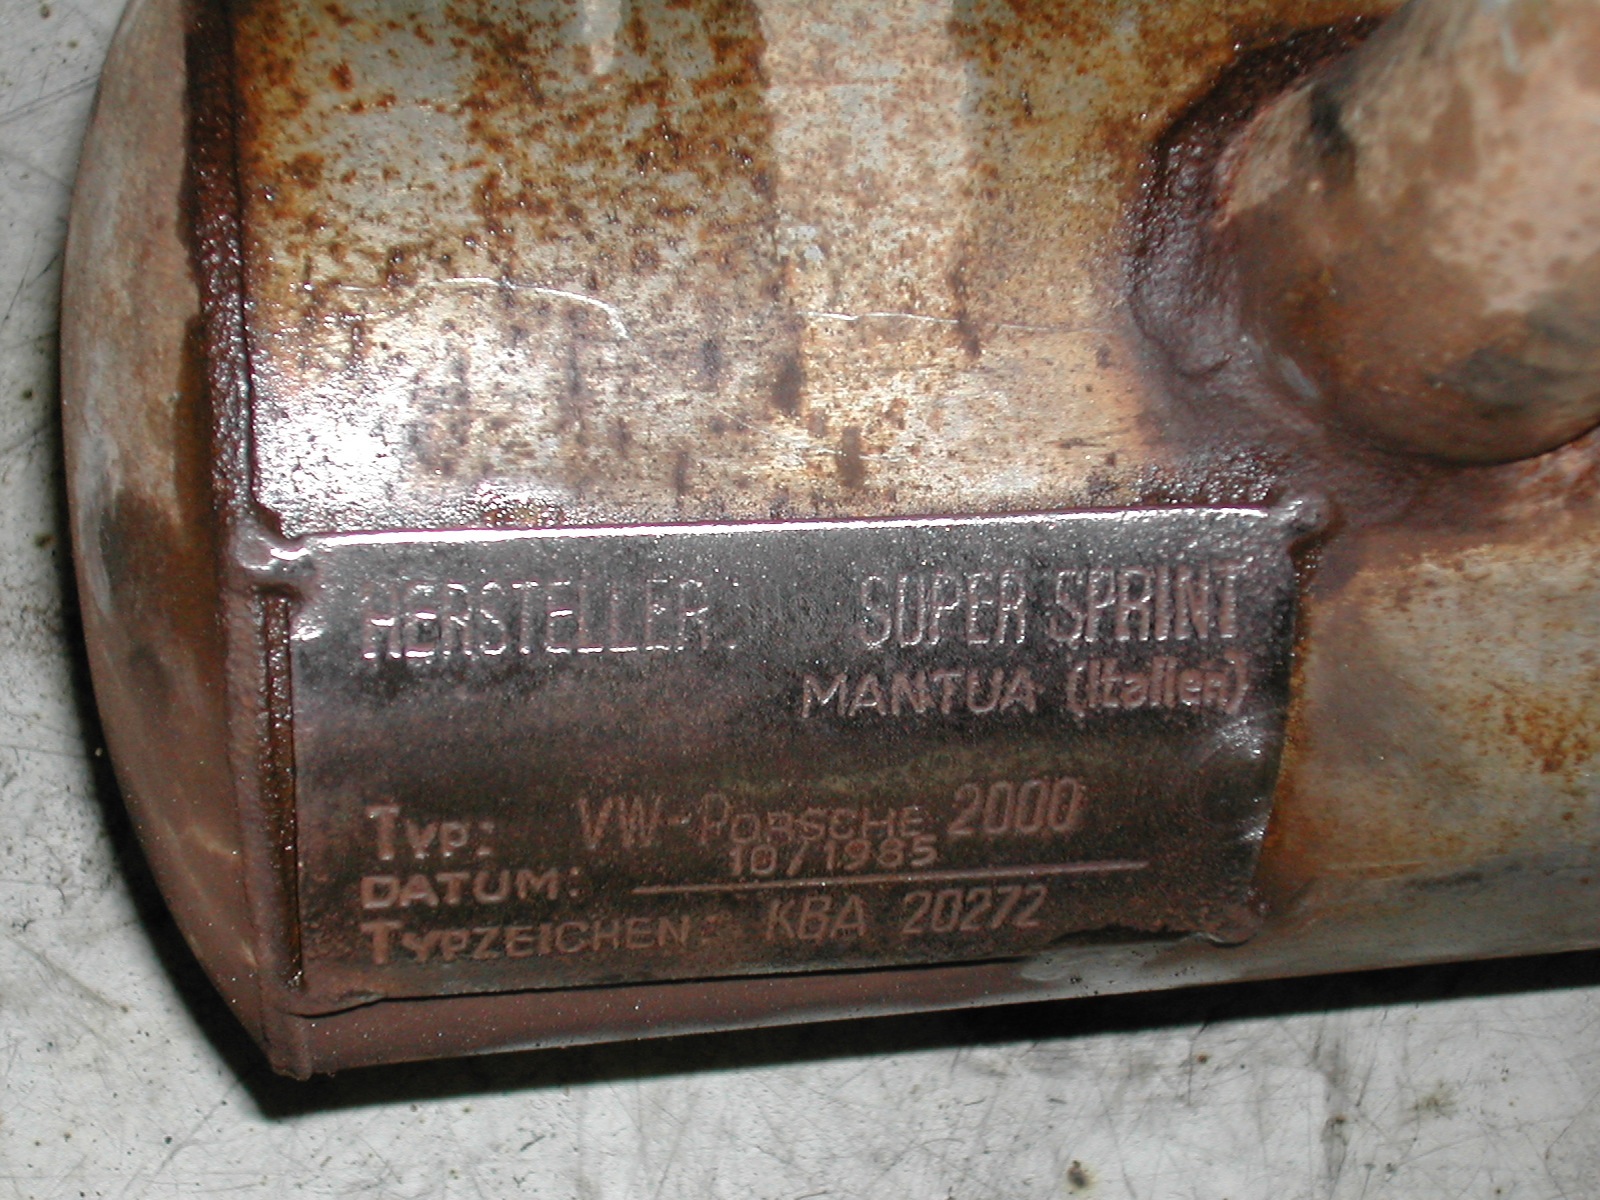 HERSTELLER: SUPER SPRINT
MANTUA (Italien)
TYP: VW-PORSCHE 2000
DATUM: 10/1985
TYPZEICHEN: KBA 20272